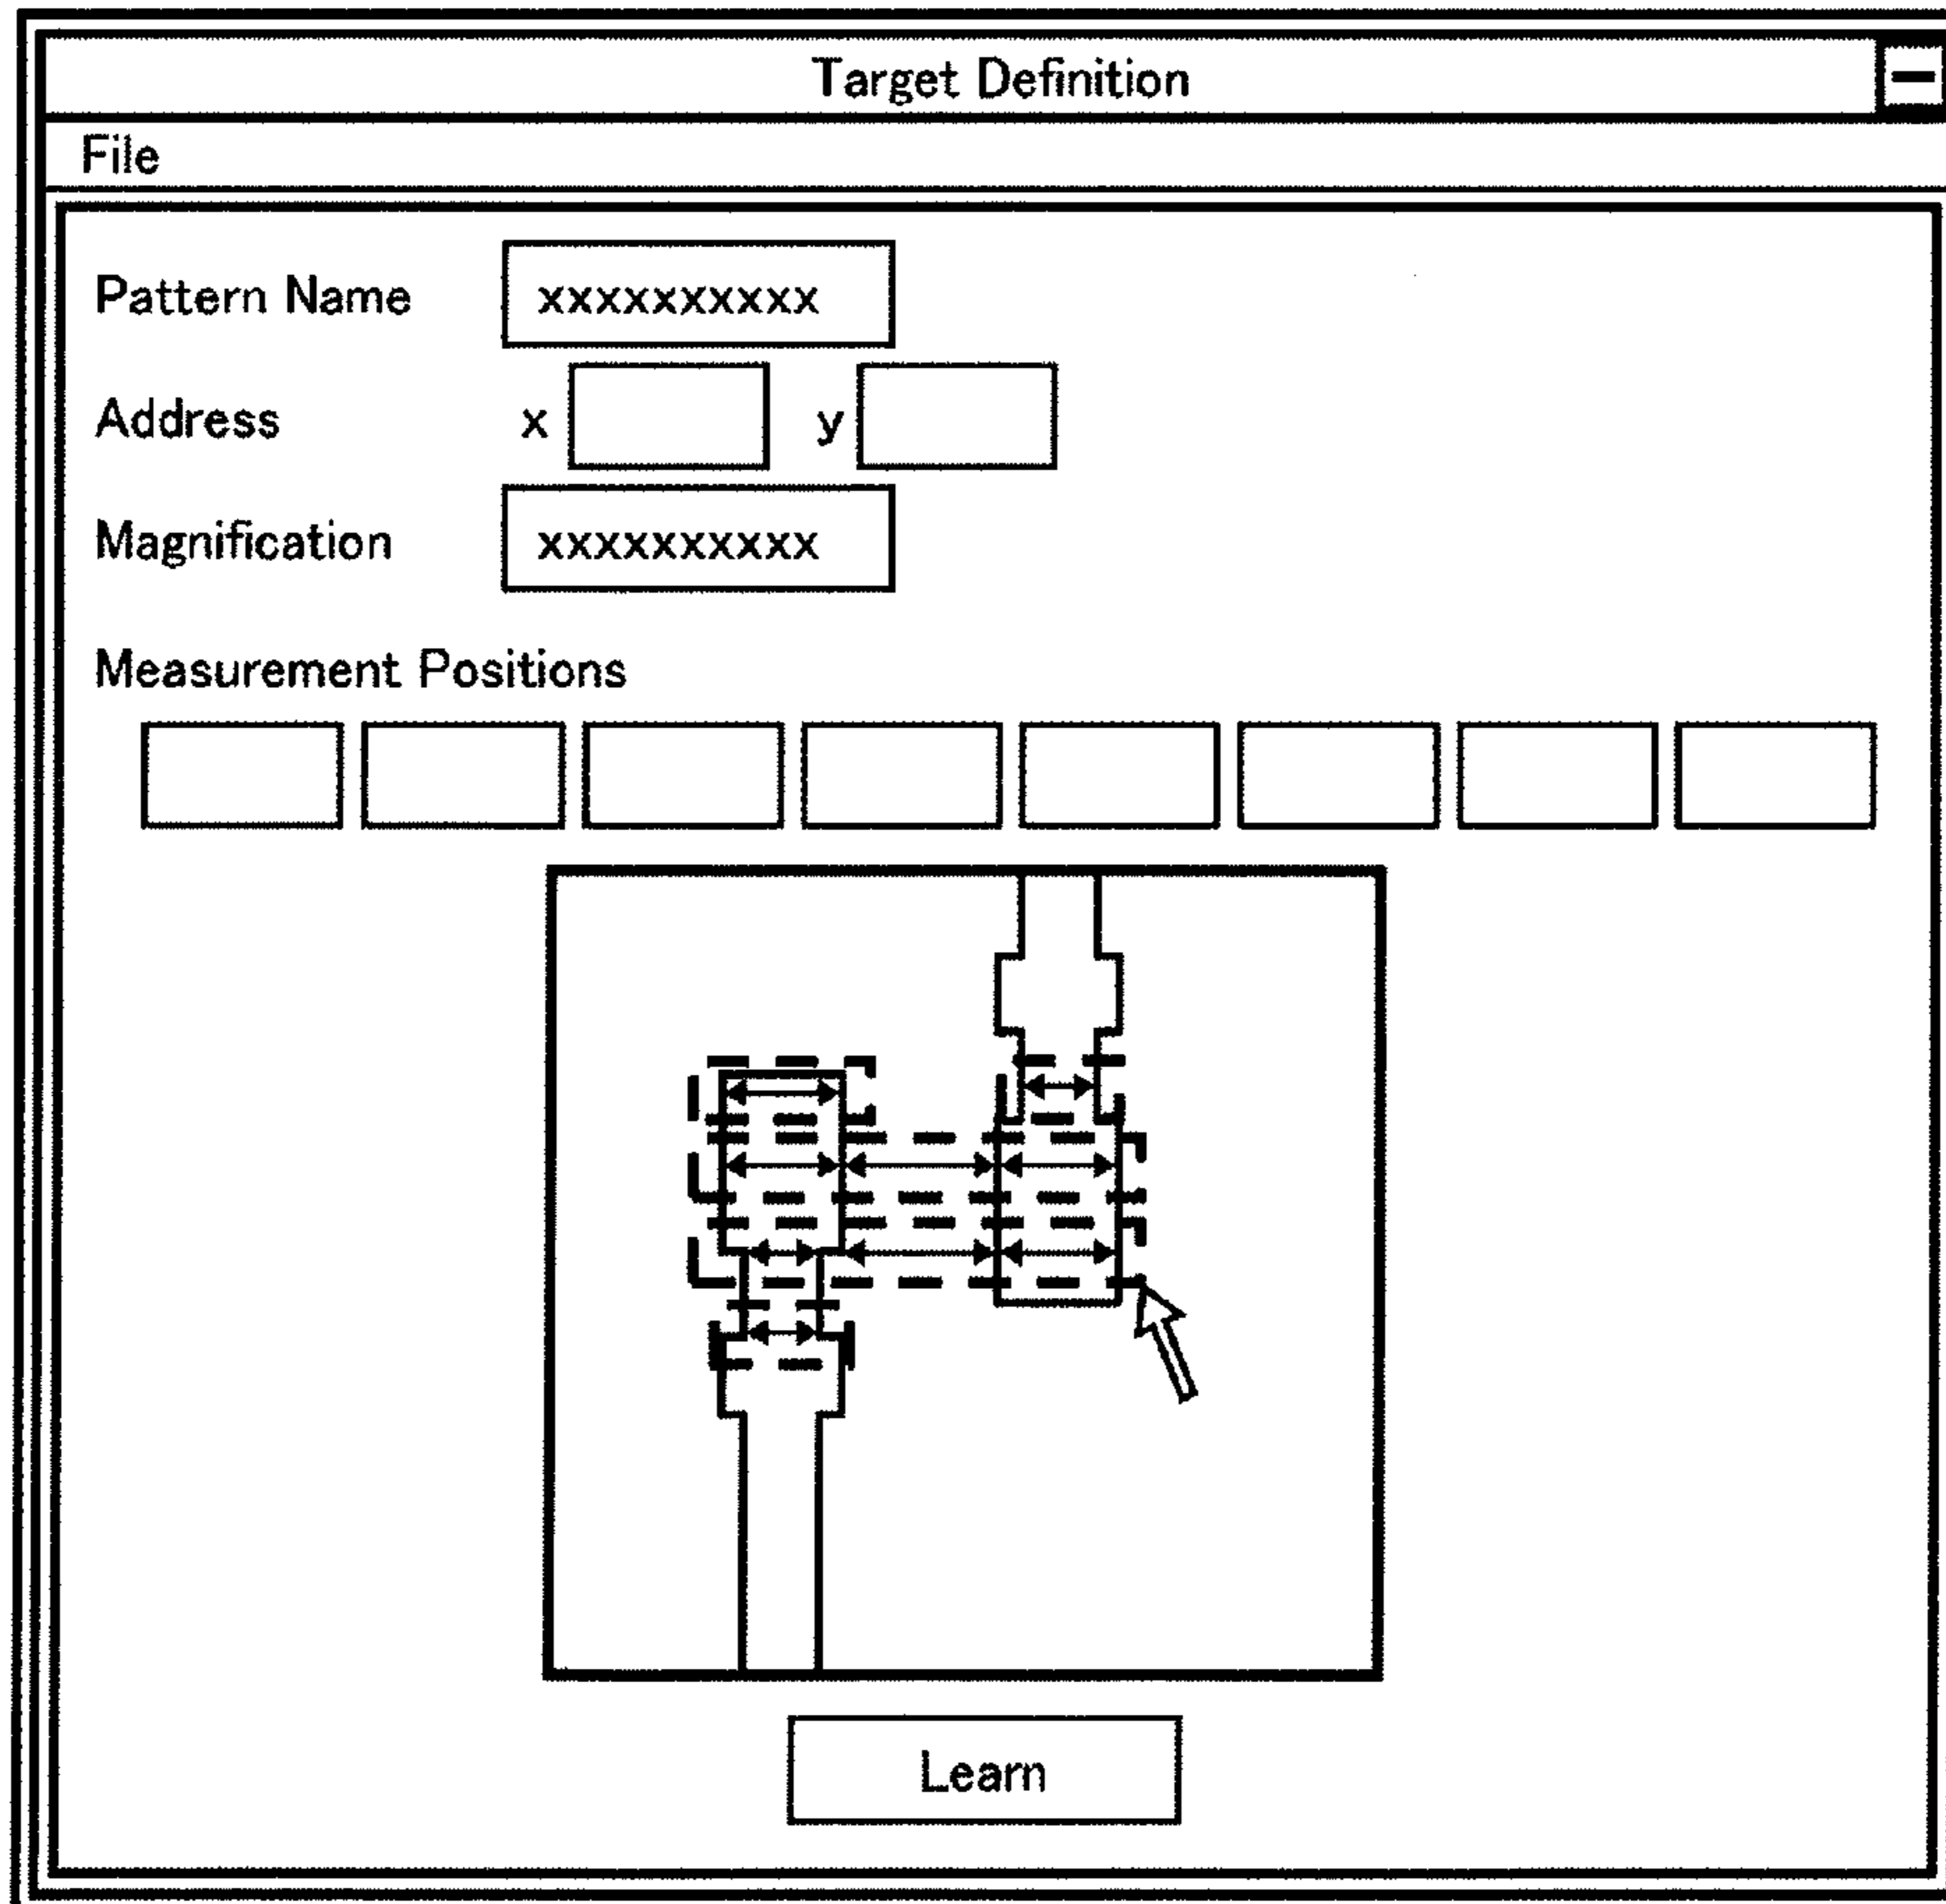 Target Definition
File
Pattern Name xxxxxxxxxx
Address x y
Magnification xxxxxxxxxx
Measurement Positions
Learn